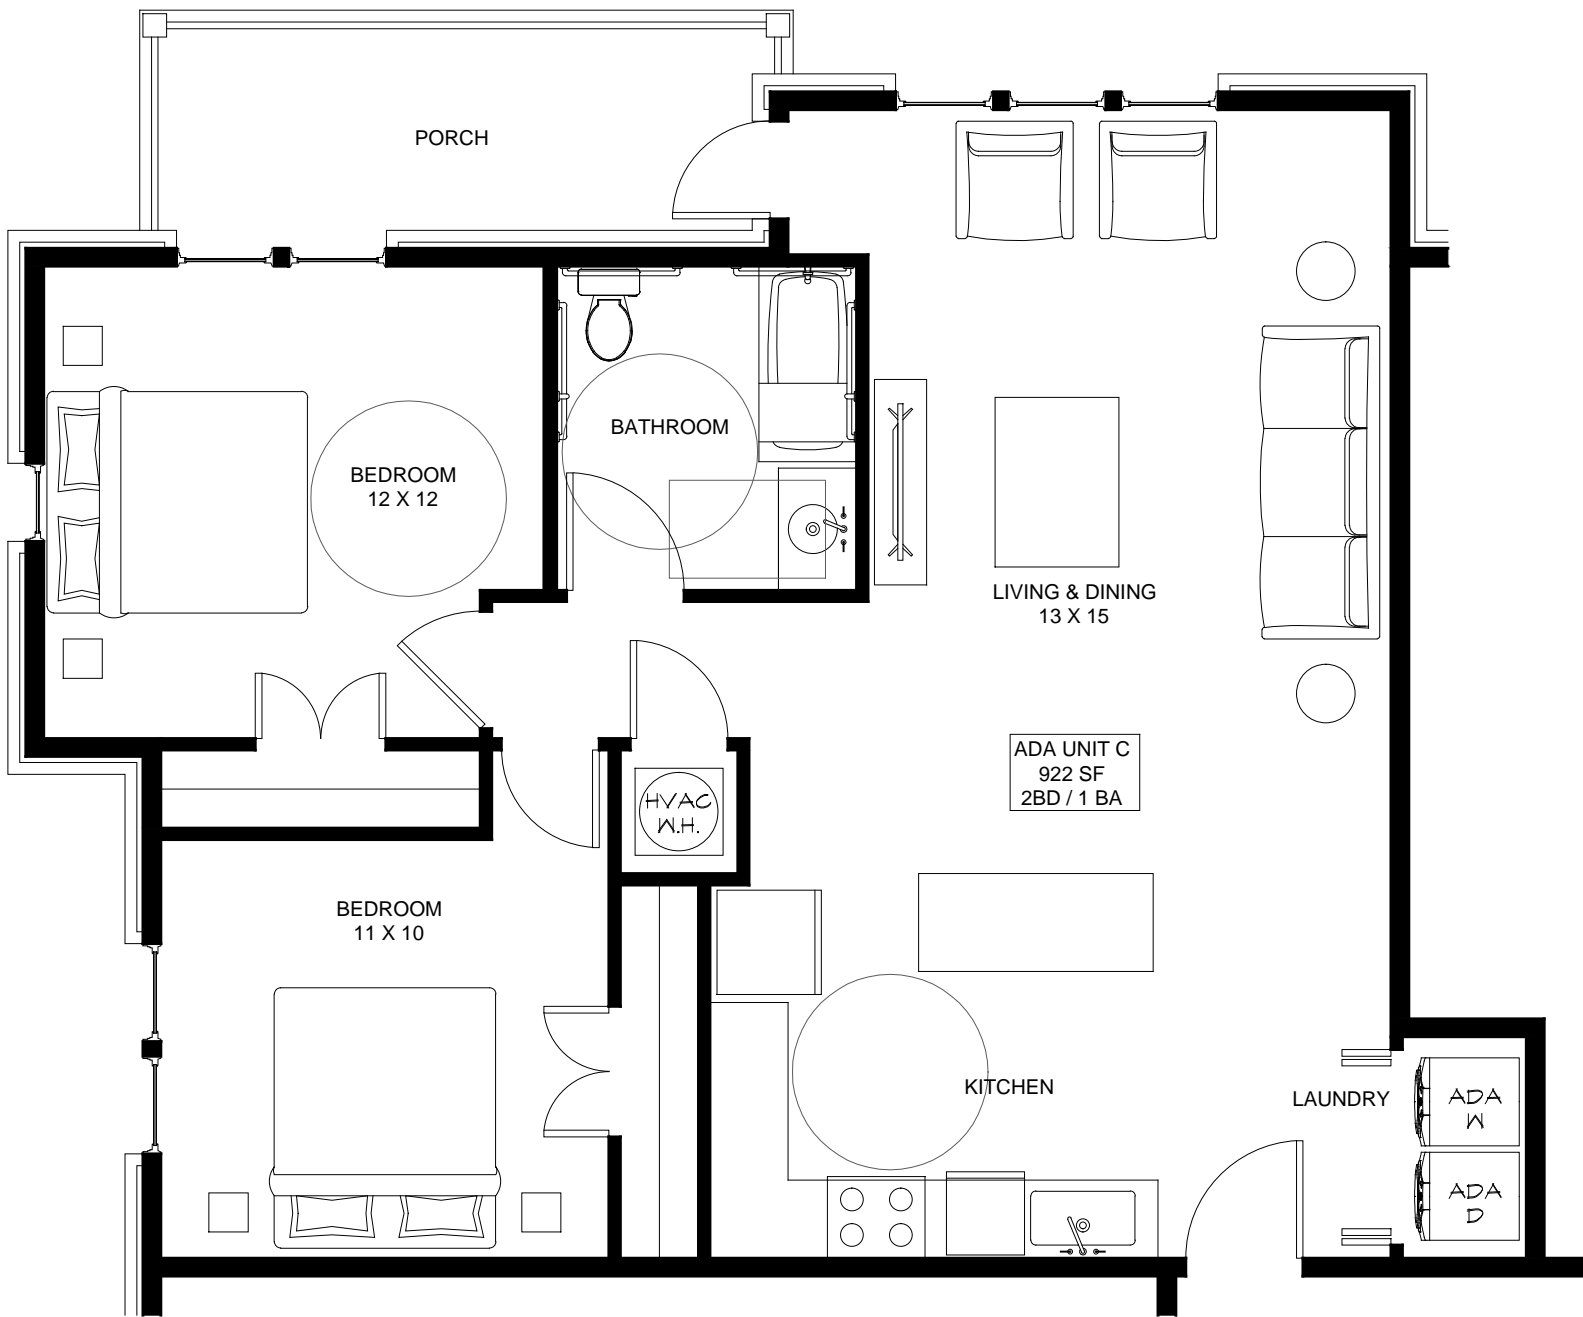 PORCH
BATHROOM
BEDROOM
12 X 12
LIVING & DINING
13 X 15
ADA UNIT C
922 SF
2BD / 1 BA
HVAC
W.H.
BEDROOM
11 X 10
KITCHEN
LAUNDRY
ADA
W
ADA
D